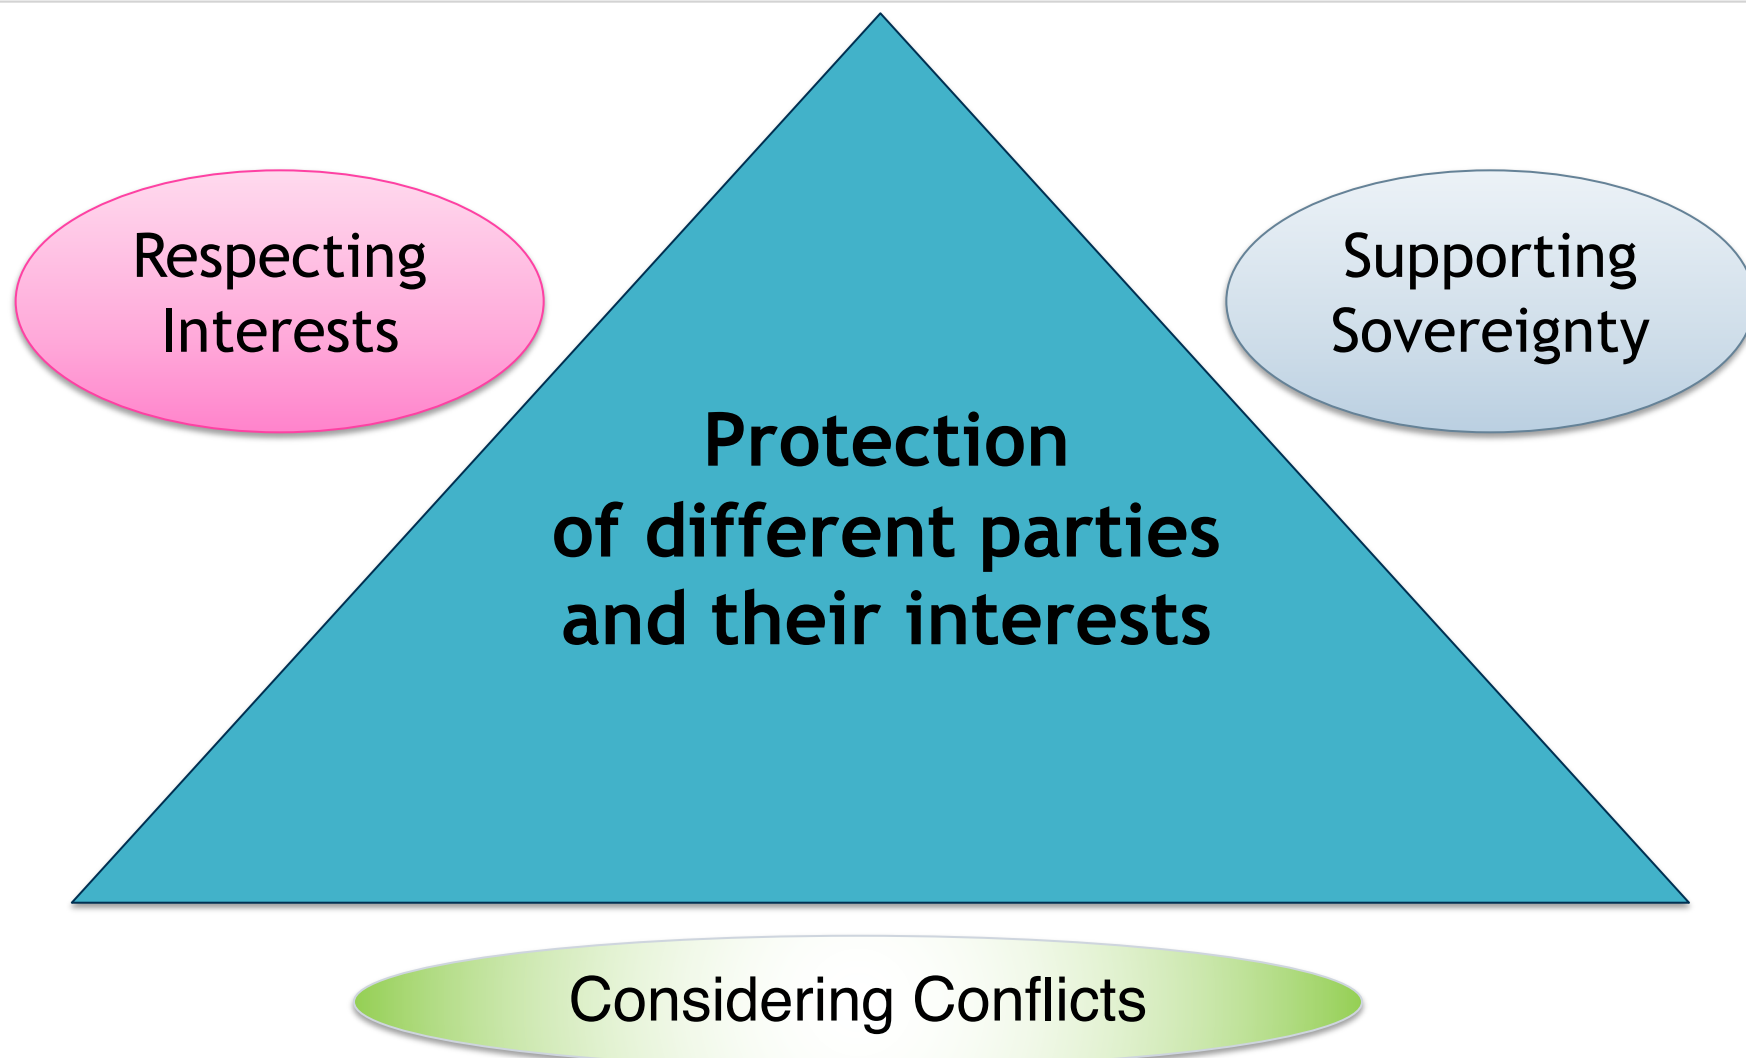 Respecting
Interests
Supporting
Sovereignty
Protection
of different parties
and their interests
Considering Conflicts